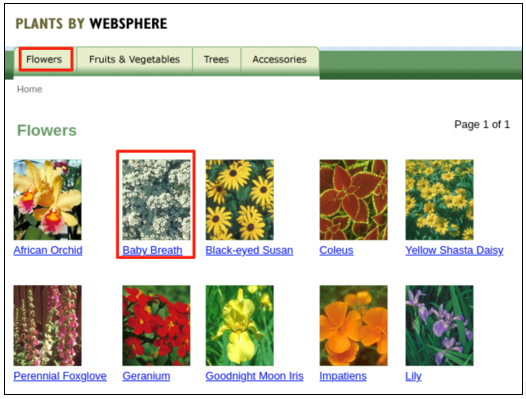 PLANTS BY WEBSPHERE
Flowers Fruits & Vegetables Trees Accessories
Home
Flowers
Page 1 of 1
African Orchid Baby Breath Black-eyed Susan Coleus Yellow Shasta Daisy
Perennial Foxglove Geranium Goodnight Moon Iris Impatiens Lily